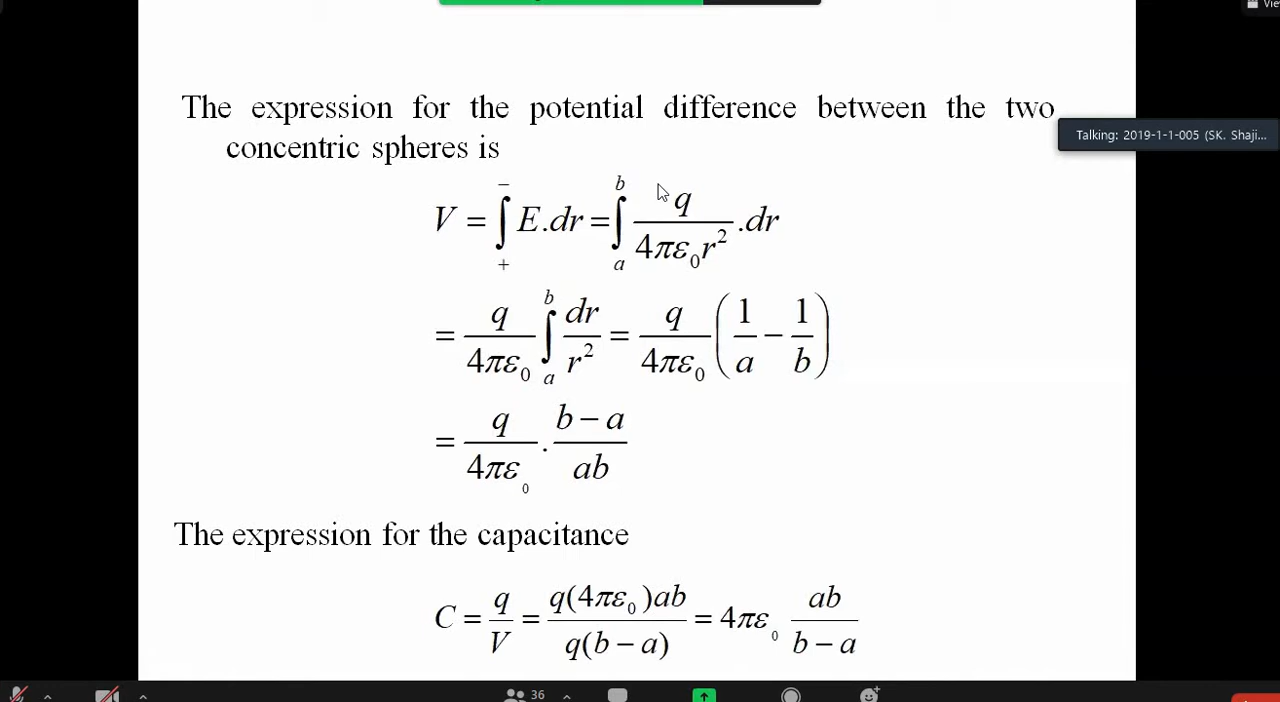 Vie
The expression for the potential difference between the two
Talking: 2019-1-1-005 (SK. Shaji...
concentric spheres is
V = ∫₊⁻ E.dr = ∫ₐᵇ q/(4πε₀r²) .dr
= q/(4πε₀) ∫ₐᵇ dr/r² = q/(4πε₀) (1/a − 1/b)
= q/(4πε₀) . (b − a)/(ab)
The expression for the capacitance
C = q/V = q(4πε₀)ab/(q(b − a)) = 4πε₀ ab/(b − a)
36